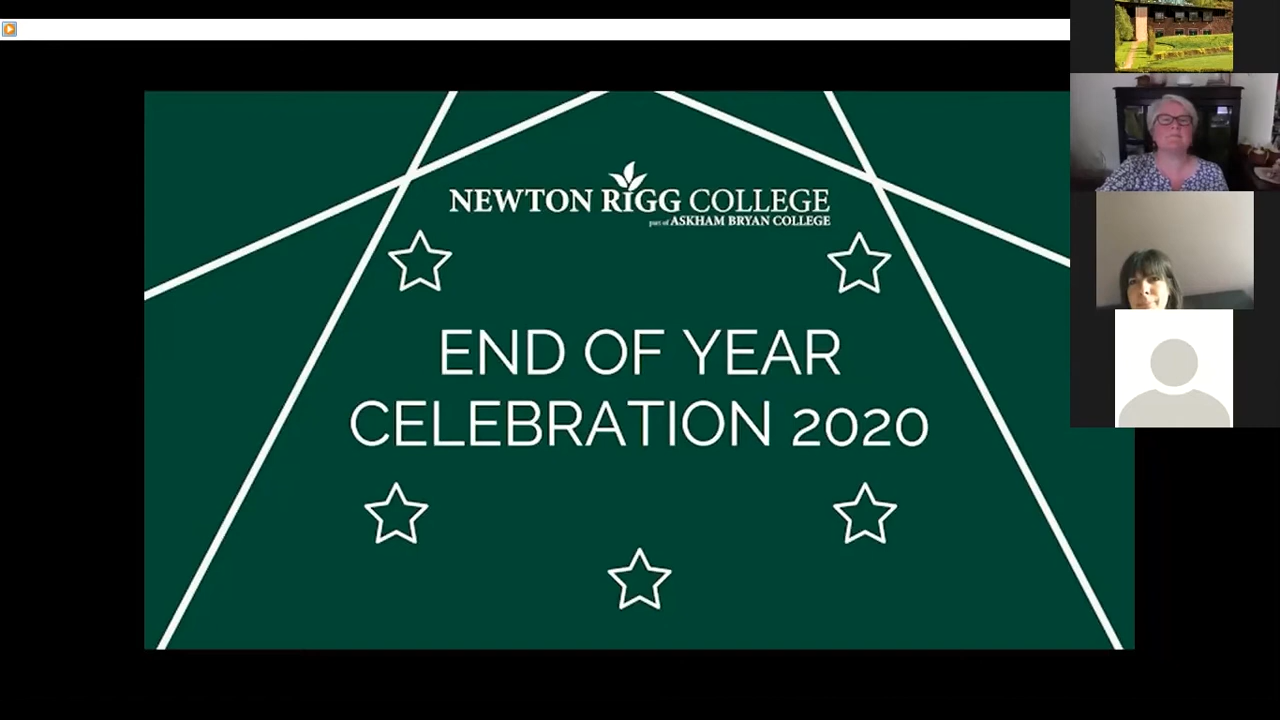 NEWTON RIGG COLLEGE
part of ASKHAM BRYAN COLLEGE
END OF YEAR
CELEBRATION 2020